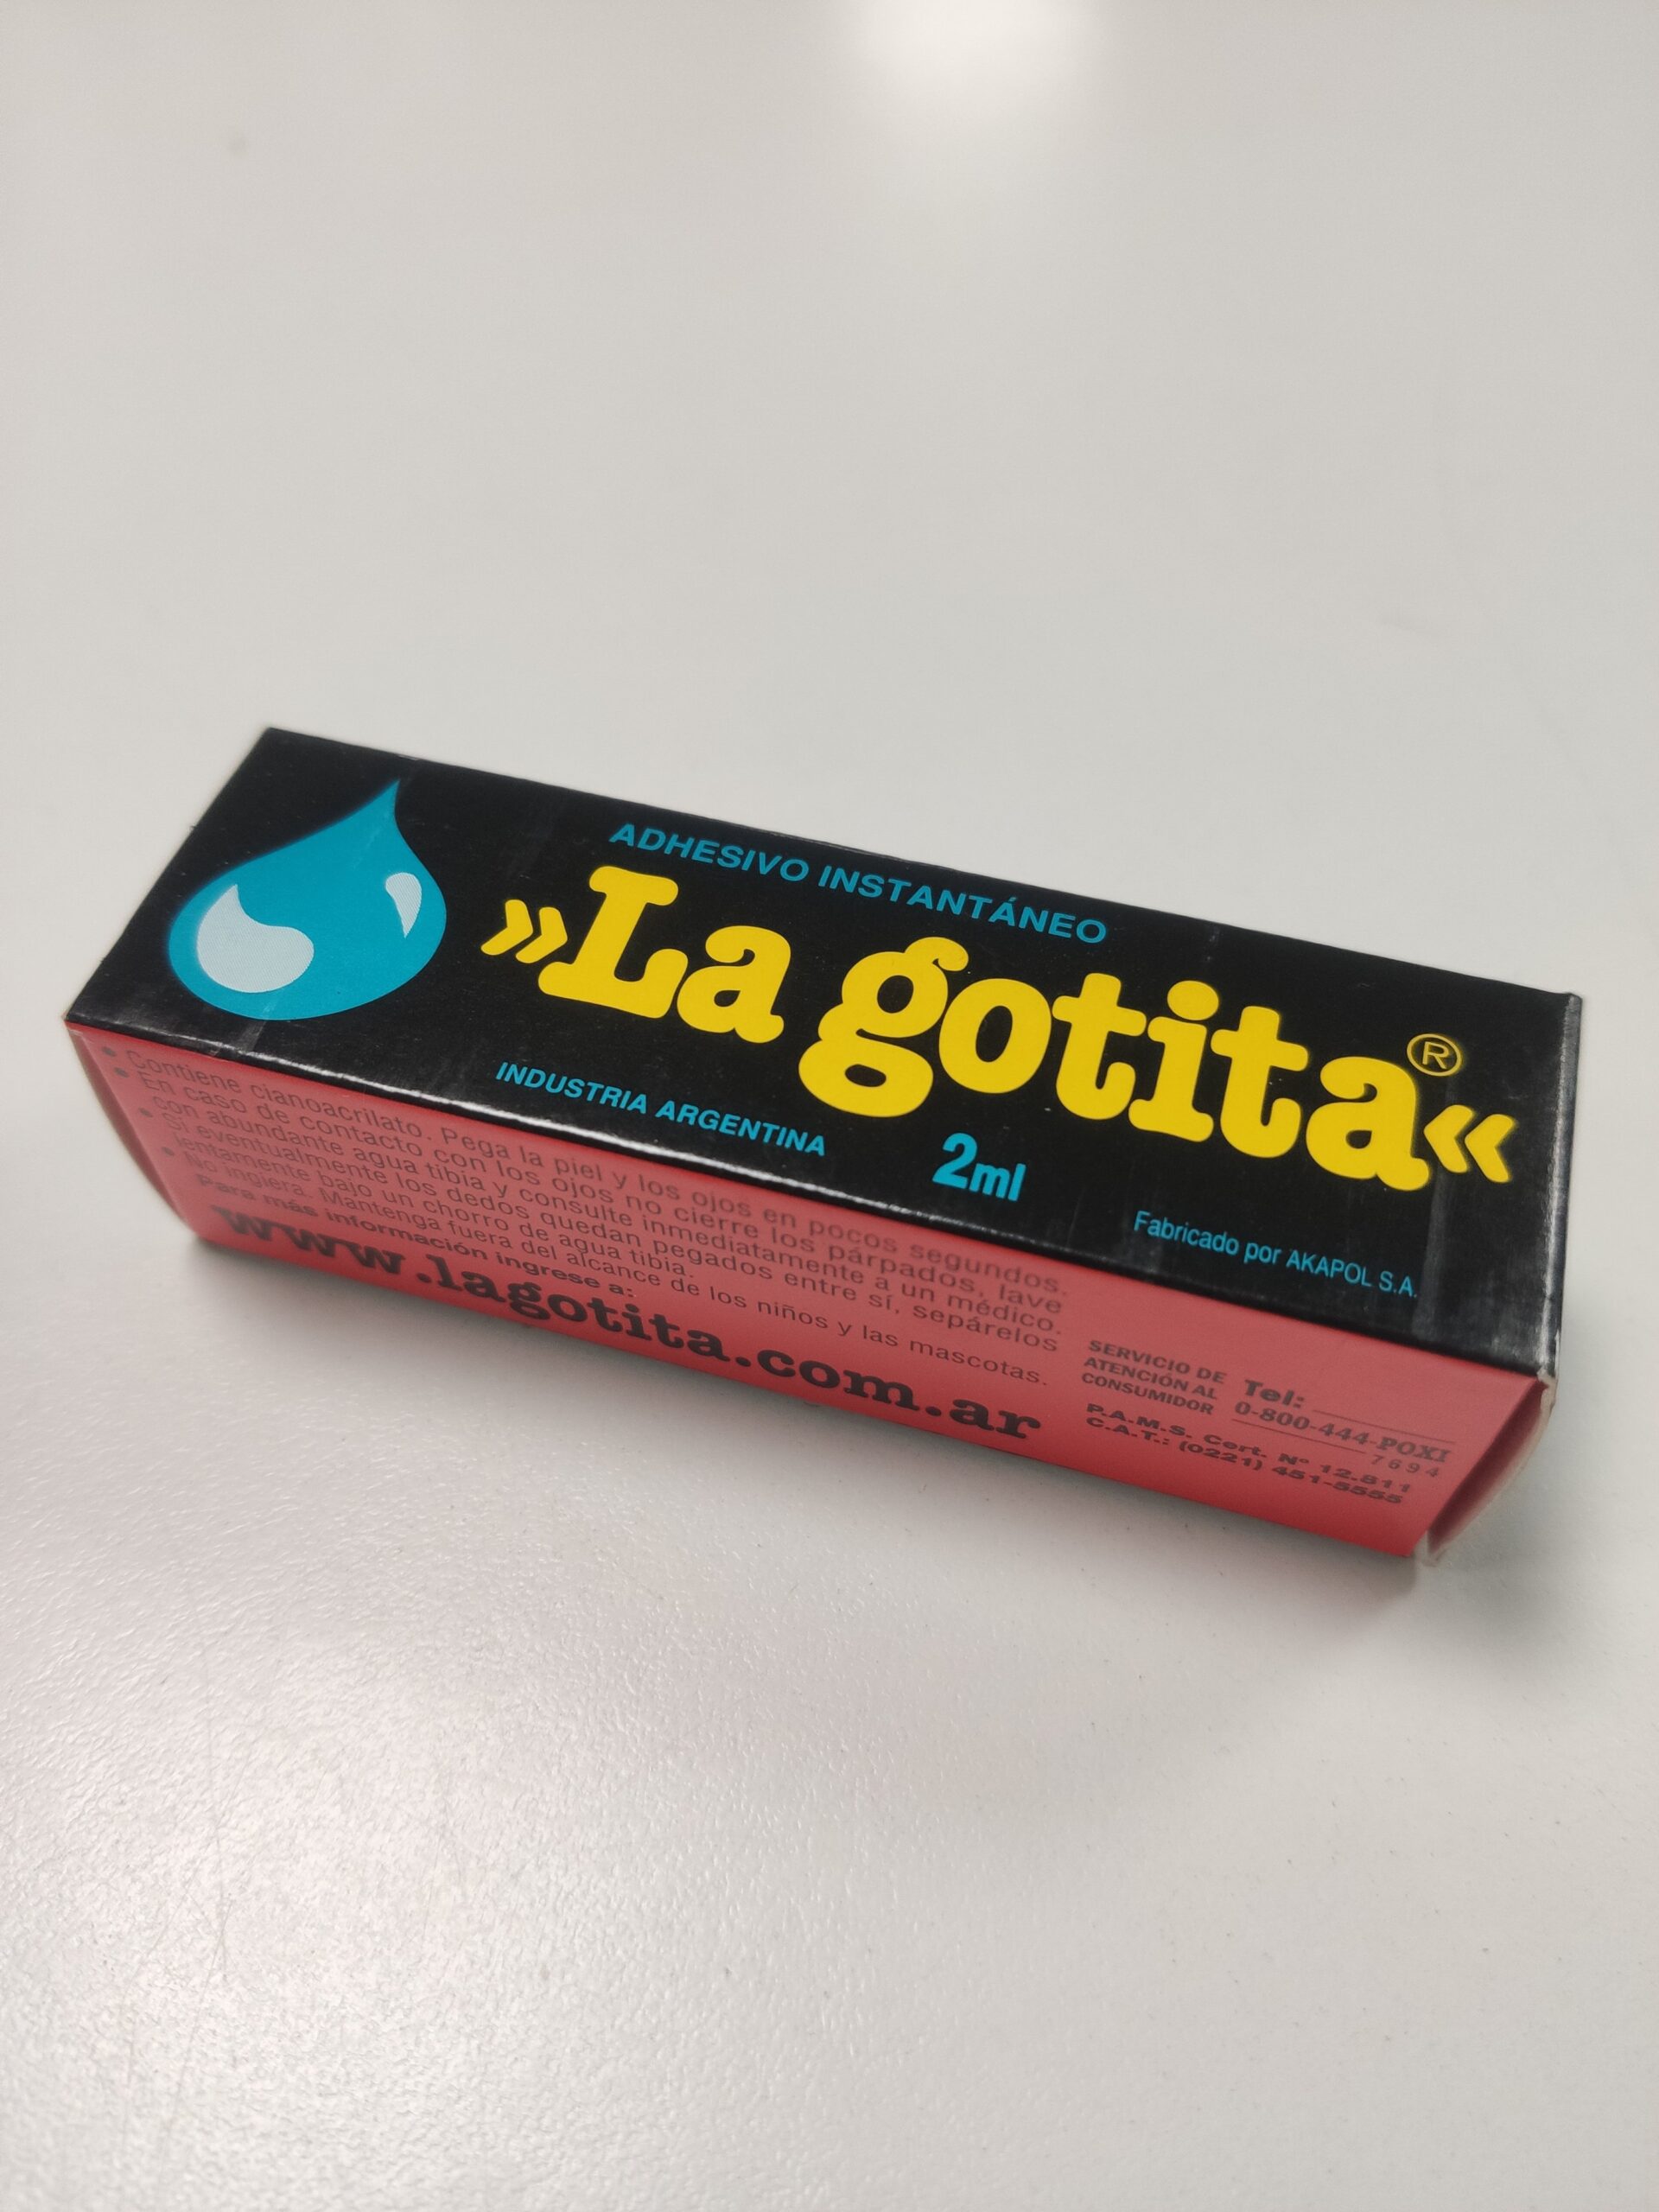 ADHESIVO INSTANTÁNEO
»La gotita®«
INDUSTRIA ARGENTINA
2ml
Fabricado por AKAPOL S.A.
• Contiene cianoacrilato. Pega la piel y los ojos en pocos segundos.
• En caso de contacto con los ojos no cierre los párpados, lave
con abundante agua tibia y consulte inmediatamente a un médico.
• Si eventualmente los dedos quedan pegados entre sí, sepárelos
lentamente bajo un chorro de agua tibia.
• No ingiera. Mantenga fuera del alcance de los niños y las mascotas.
Para más información ingrese a:
www.lagotita.com.ar
SERVICIO DE
ATENCIÓN AL
CONSUMIDOR
Tel:
0-800-444-POXI
7694
P.A.M.S. Cert. Nº 12.811
C.A.T.: (0221) 451-5555